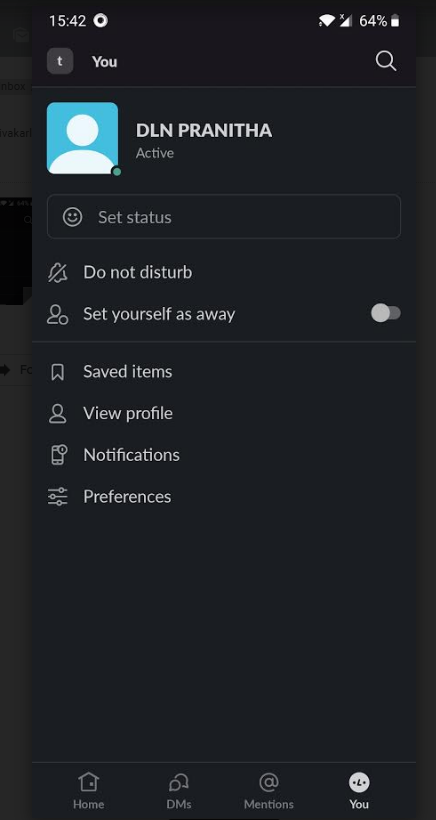 15:42 64%
t You
DLN PRANITHA
Active
Set status
Do not disturb
Set yourself as away
Saved items
View profile
Notifications
Preferences
Home DMs Mentions You